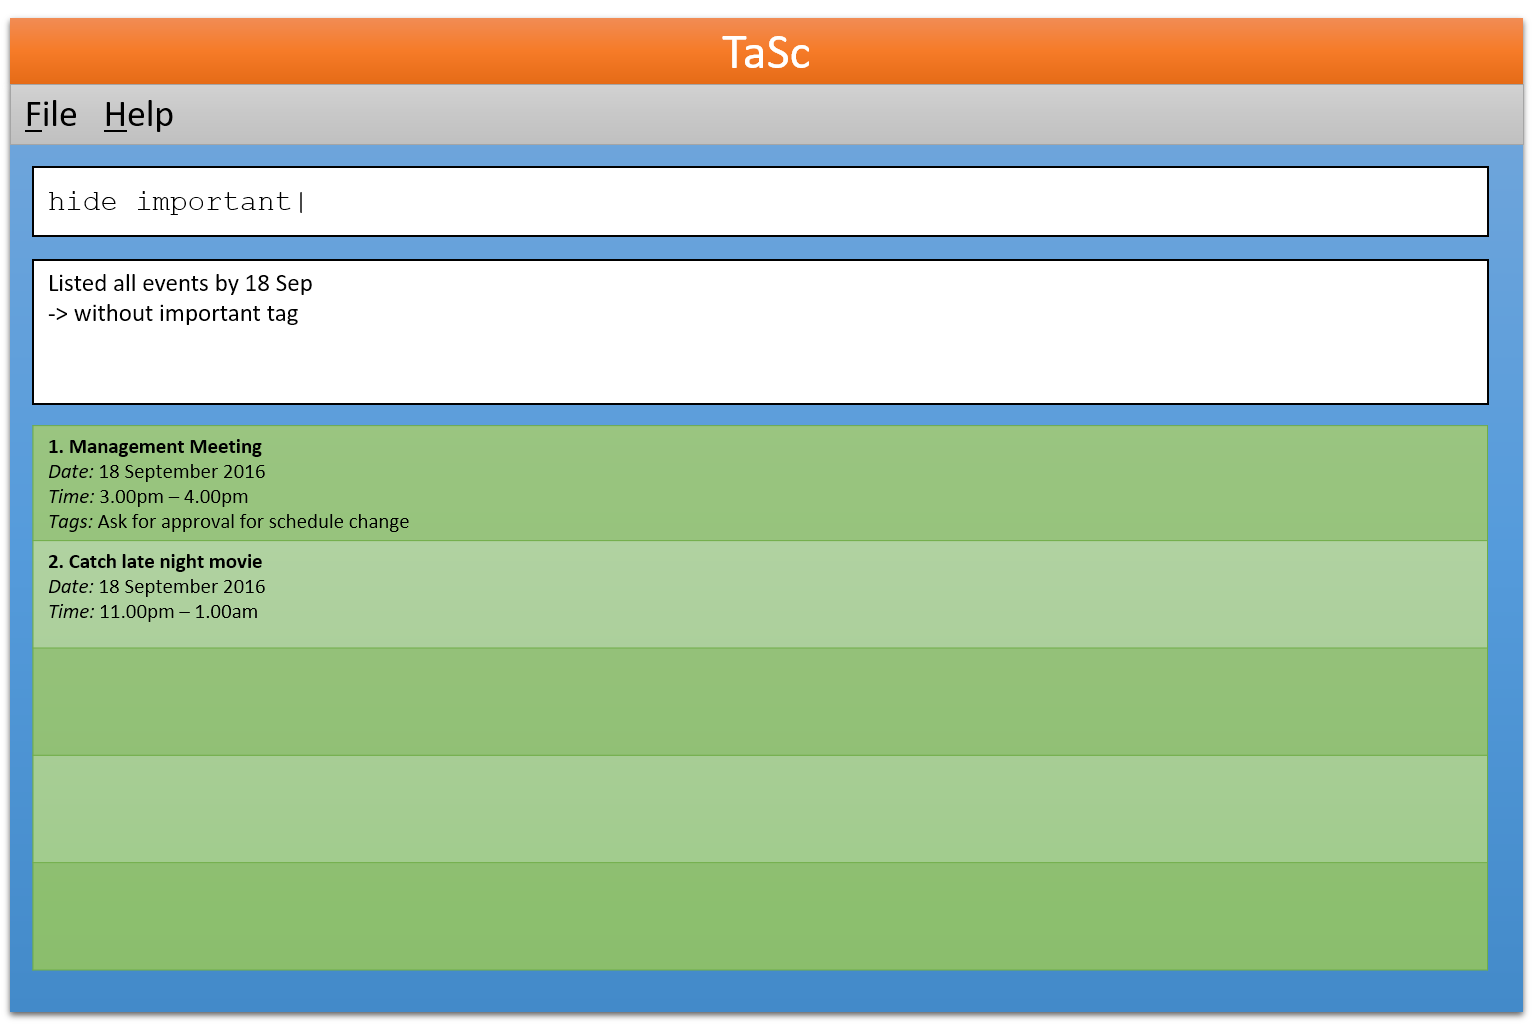 TaSc
File Help
hide important|
Listed all events by 18 Sep
-> without important tag
1. Management Meeting
Date: 18 September 2016
Time: 3.00pm – 4.00pm
Tags: Ask for approval for schedule change
2. Catch late night movie
Date: 18 September 2016
Time: 11.00pm – 1.00am